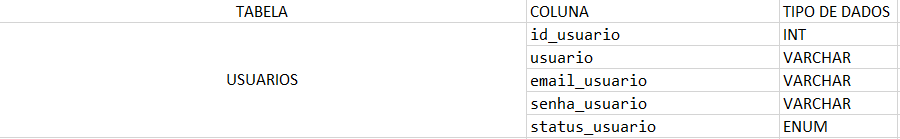 TABELA COLUNA TIPO DE DADOS
id_usuario INT
usuario VARCHAR
USUARIOS email_usuario VARCHAR
senha_usuario VARCHAR
status_usuario ENUM